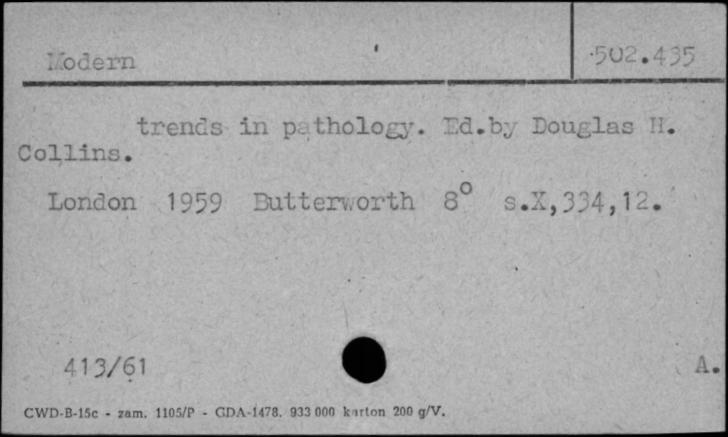 Modern 502.435
trends in pathology. Ed.by Douglas H.
Collins.
London 1959 Butterworth 8° s.X,334,12.
413/61 A.
CWD-B-15c - zam. 1105/P - GDA-1478. 933 000 karton 200 g/V.